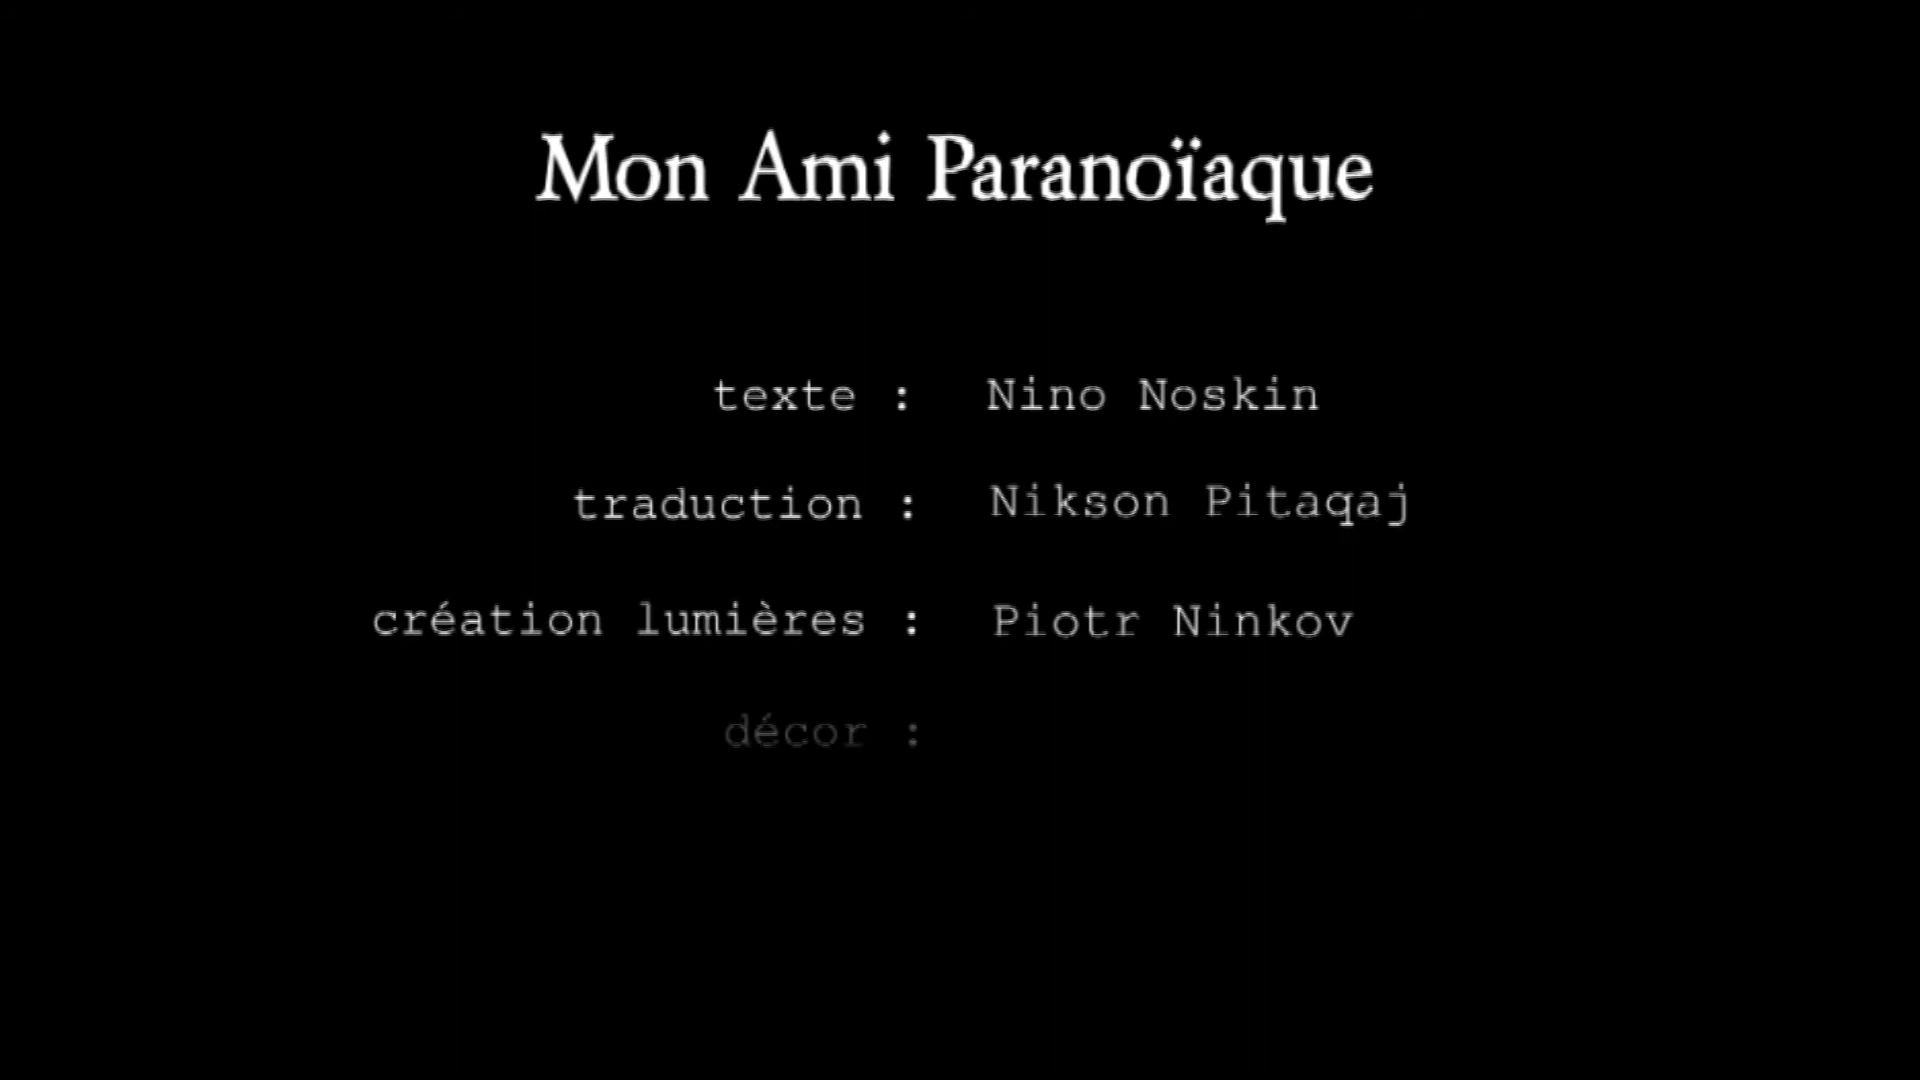 Mon Ami Paranoïaque
texte : Nino Noskin
traduction : Nikson Pitaqaj
création lumières : Piotr Ninkov
décor :